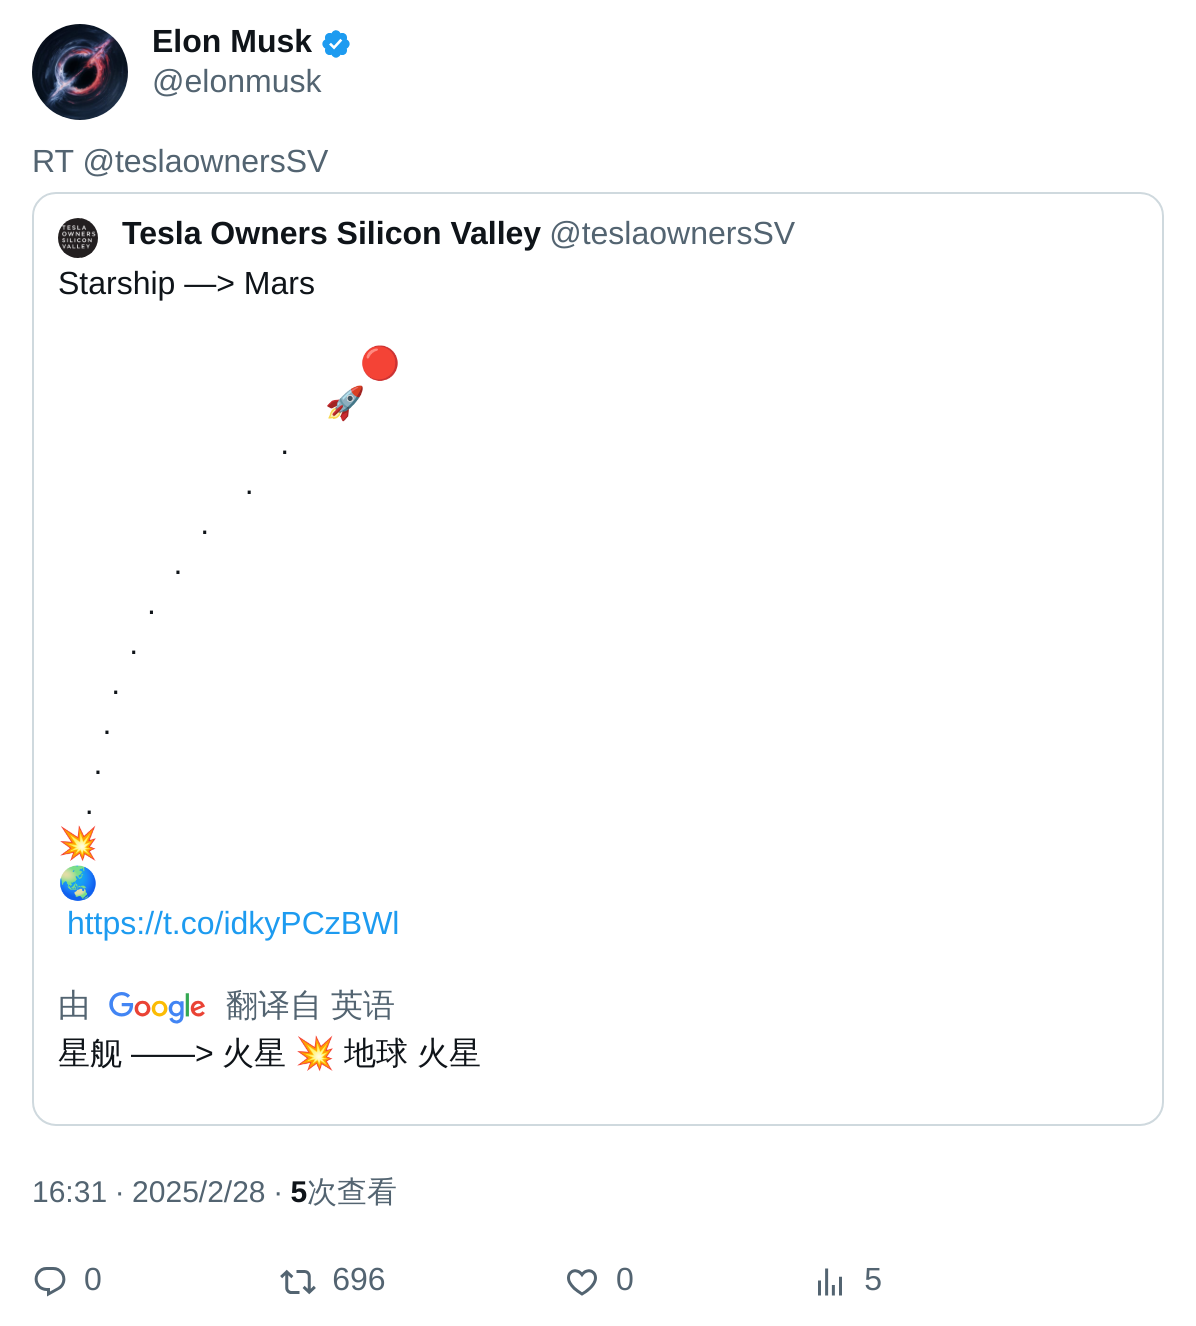 Elon Musk
@elonmusk
RT @teslaownersSV
TESLA
OWNERS
SILICON
VALLEY
Tesla Owners Silicon Valley @teslaownersSV
Starship —> Mars
🔴
🚀
.
.
.
.
.
.
.
.
.
.
💥
🌏
https://t.co/idkyPCzBWl
由 Google 翻译自 英语
星舰 ——> 火星 💥 地球 火星
16:31 · 2025/2/28 · 5次查看
0 696 0 5